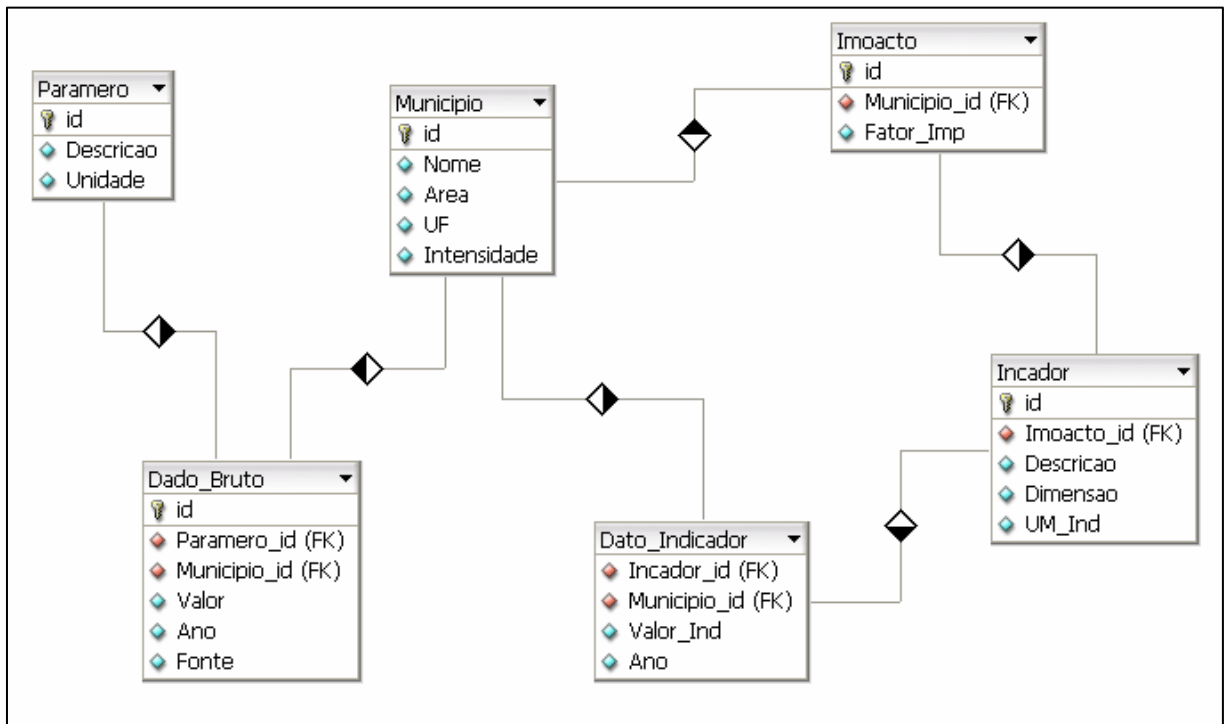 Paramero
id
Descricao
Unidade
Municipio
id
Nome
Area
UF
Intensidade
Imoacto
id
Municipio_id (FK)
Fator_Imp
Dado_Bruto
id
Paramero_id (FK)
Municipio_id (FK)
Valor
Ano
Fonte
Dato_Indicador
Incador_id (FK)
Municipio_id (FK)
Valor_Ind
Ano
Incador
id
Imoacto_id (FK)
Descricao
Dimensao
UM_Ind